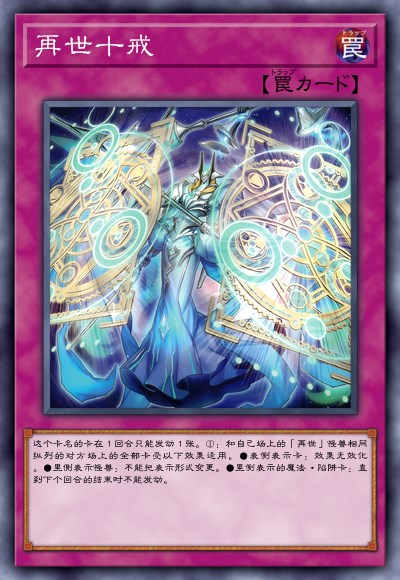 再世十戒
トラップ
罠
トラップ
【罠カード】
这个卡名的卡在1回合只能发动1张。①：和自己场上的「再世」怪兽相同
纵列的对方场上的全部卡受以下效果适用。●表侧表示卡：效果无效化
。●里侧表示怪兽：不能把表示形式变更。●里侧表示的魔法·陷阱卡：直
到下个回合的结束时不能发动。